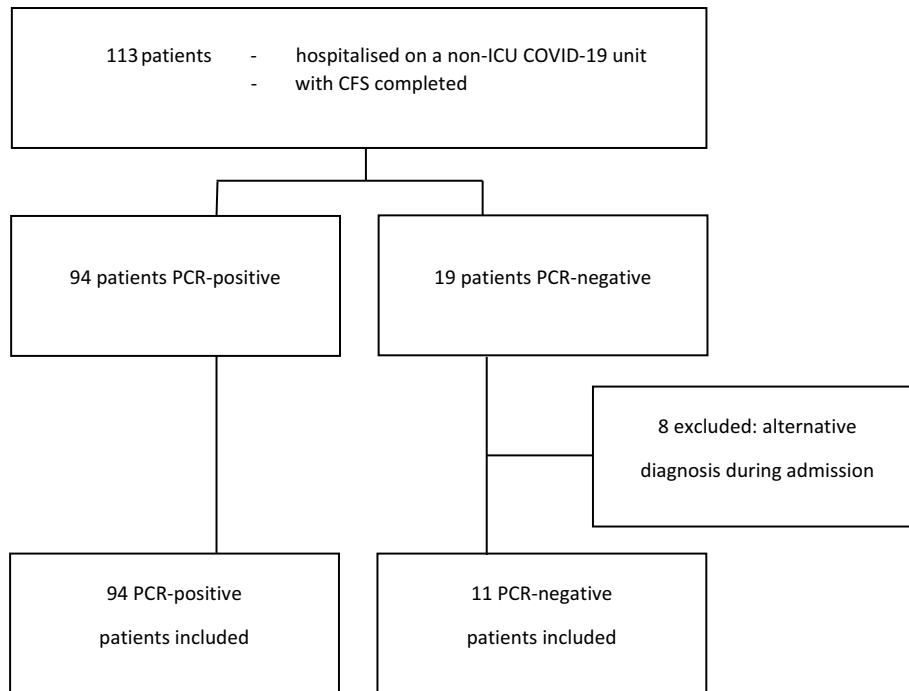 113 patients - hospitalised on a non-ICU COVID-19 unit
- with CFS completed
94 patients PCR-positive
19 patients PCR-negative
8 excluded: alternative
diagnosis during admission
94 PCR-positive
patients included
11 PCR-negative
patients included